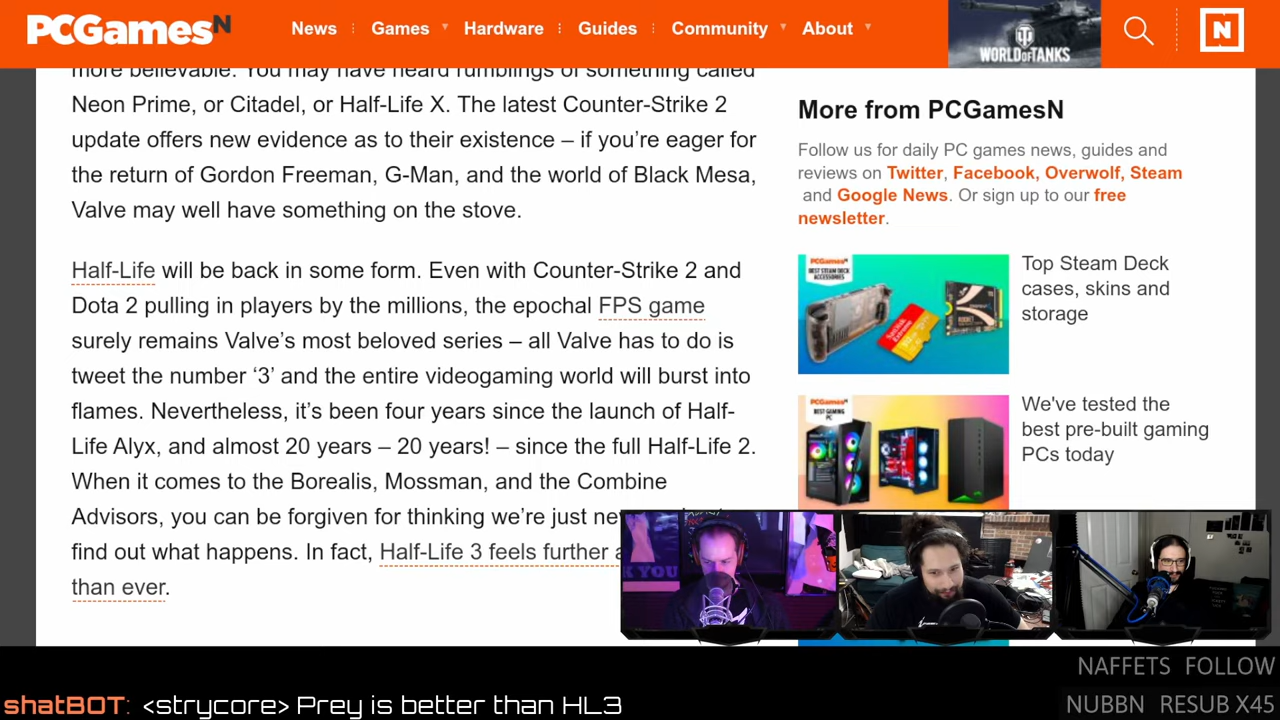 PCGamesN
News
Games
Hardware
Guides
Community
About
WORLD OF TANKS
N
more believable. You may have heard rumblings of something called
Neon Prime, or Citadel, or Half-Life X. The latest Counter-Strike 2
update offers new evidence as to their existence – if you’re eager for
the return of Gordon Freeman, G-Man, and the world of Black Mesa,
Valve may well have something on the stove.
Half-Life will be back in some form. Even with Counter-Strike 2 and
Dota 2 pulling in players by the millions, the epochal FPS game
surely remains Valve’s most beloved series – all Valve has to do is
tweet the number ‘3’ and the entire videogaming world will burst into
flames. Nevertheless, it’s been four years since the launch of Half-
Life Alyx, and almost 20 years – 20 years! – since the full Half-Life 2.
When it comes to the Borealis, Mossman, and the Combine
Advisors, you can be forgiven for thinking we’re just
find out what happens. In fact, Half-Life 3 feels further
than ever.
More from PCGamesN
Follow us for daily PC games news, guides and
reviews on Twitter, Facebook, Overwolf, Steam
and Google News. Or sign up to our free
newsletter.
PCGamesN
BEST STEAM DECK
ACCESSORIES
Top Steam Deck
cases, skins and
storage
PCGamesN
BEST GAMING
PC
We've tested the
best pre-built gaming
PCs today
K YOU
NAFFETS FOLLOW
NUBBN RESUB X45
shatBOT: <strycore> Prey is better than HL3